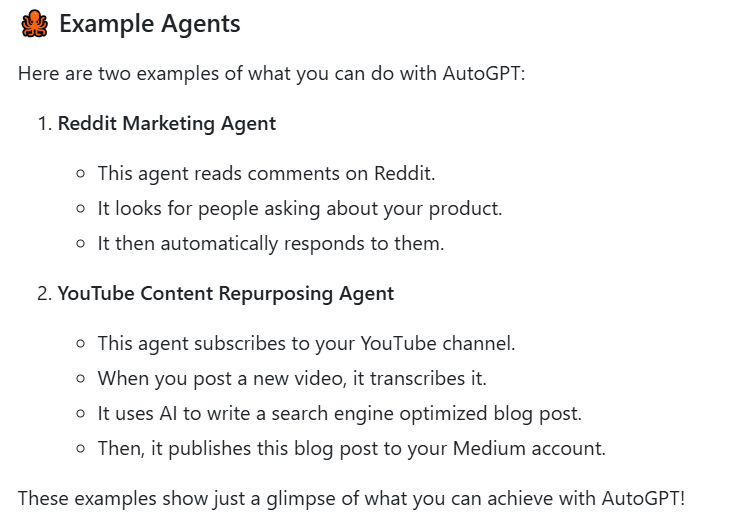 Example Agents
Here are two examples of what you can do with AutoGPT:
1. Reddit Marketing Agent
○ This agent reads comments on Reddit.
○ It looks for people asking about your product.
○ It then automatically responds to them.
2. YouTube Content Repurposing Agent
○ This agent subscribes to your YouTube channel.
○ When you post a new video, it transcribes it.
○ It uses AI to write a search engine optimized blog post.
○ Then, it publishes this blog post to your Medium account.
These examples show just a glimpse of what you can achieve with AutoGPT!